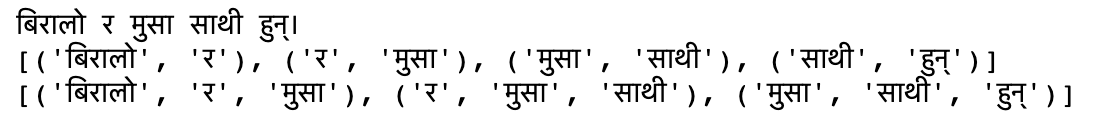 बिरालो र मुसा साथी हुन्।
[('बिरालो', 'र'), ('र', 'मुसा'), ('मुसा', 'साथी'), ('साथी', 'हुन्')]
[('बिरालो', 'र', 'मुसा'), ('र', 'मुसा', 'साथी'), ('मुसा', 'साथी', 'हुन्')]